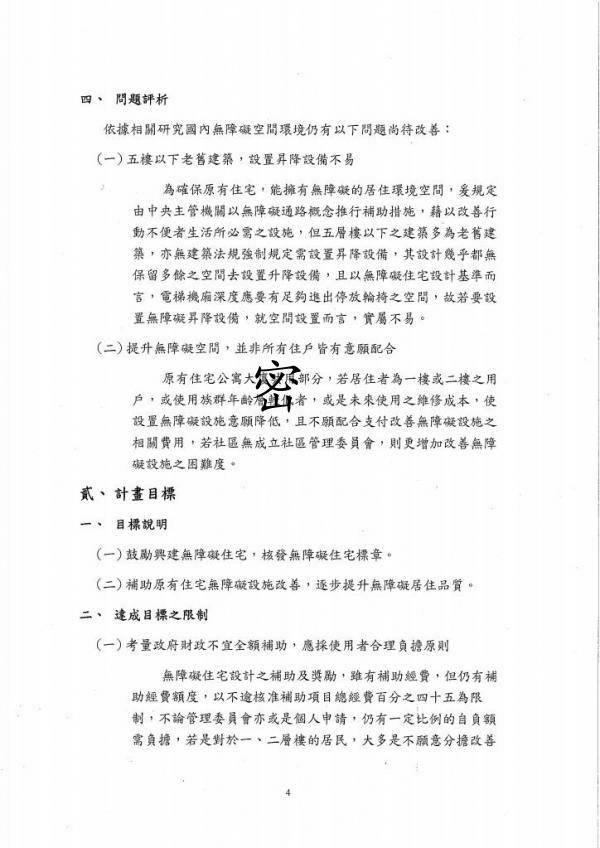 四、 問題評析
依據相關研究國內無障礙空間環境仍有以下問題尚待改善：
(一)五樓以下老舊建築，設置昇降設備不易
為確保原有住宅，能擁有無障礙的居住環境空間，爰規定
由中央主管機關以無障礙通路概念推行補助措施，藉以改善行
動不便者生活所必需之設施，但五層樓以下之建築多為老舊建
築，亦無建築法規強制規定需設置昇降設備，其設計幾乎都無
保留多餘之空間去設置升降設備，且以無障礙住宅設計基準而
言，電梯機廂深度應要有足夠進出停放輪椅之空間，故若要設
置無障礙昇降設備，就空間設置而言，實屬不易。
(二)提升無障礙空間，並非所有住戶皆有意願配合
原有住宅公寓大用部分，若居住者為一樓或二樓之用
戶，或使用族群年齡層較低者，或是未來使用之維修成本，使
設置無障礙設施意願降低，且不願配合支付改善無障礙設施之
相關費用，若社區無成立社區管理委員會，則更增加改善無障
礙設施之困難度。
密
貳、計畫目標
一、 目標說明
(一)鼓勵興建無障礙住宅，核發無障礙住宅標章。
(二)補助原有住宅無障礙設施改善，逐步提升無障礙居住品質。
二、 達成目標之限制
(一)考量政府財政不宜全額補助，應採使用者合理負擔原則
無障礙住宅設計之補助及獎勵，雖有補助經費，但仍有補
助經費額度，以不逾核准補助項目總經費百分之四十五為限
制，不論管理委員會亦或是個人申請，仍有一定比例的自負額
需負擔，若是對於一、二層樓的居民，大多是不願意分擔改善
4